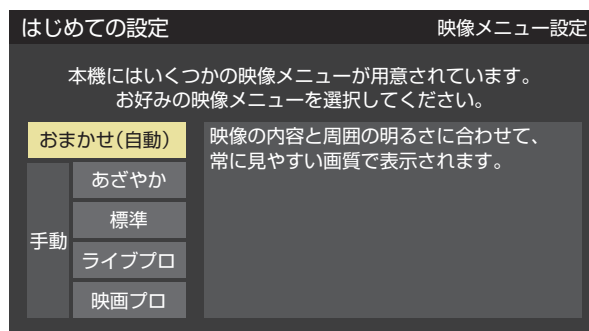 はじめての設定
映像メニュー設定
本機にはいくつかの映像メニューが用意されています。
お好みの映像メニューを選択してください。
おまかせ(自動)
手動
あざやか
標準
ライブプロ
映画プロ
映像の内容と周囲の明るさに合わせて、
常に見やすい画質で表示されます。